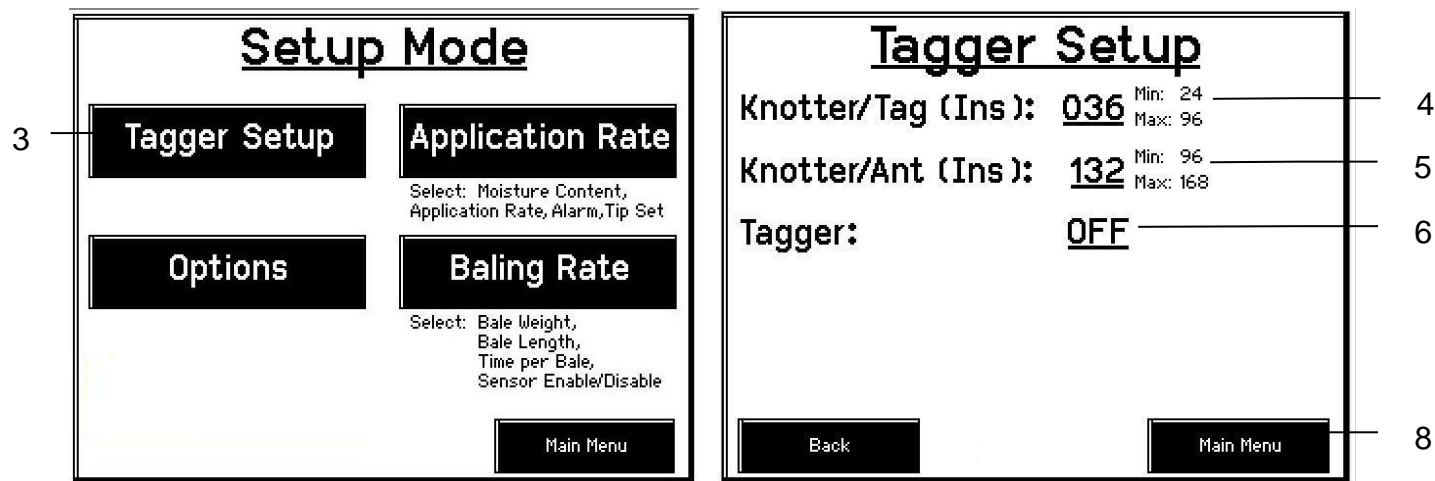 Setup Mode
3
Tagger Setup
Application Rate
Select: Moisture Content,
Application Rate, Alarm,Tip Set
Options
Baling Rate
Select: Bale Weight,
Bale Length,
Time per Bale,
Sensor Enable/Disable
Main Menu
Tagger Setup
Knotter/Tag (Ins): 036 Min: 24
Max: 96
4
Knotter/Ant (Ins): 132 Min: 96
Max: 168
5
Tagger: OFF
6
Back
Main Menu
8